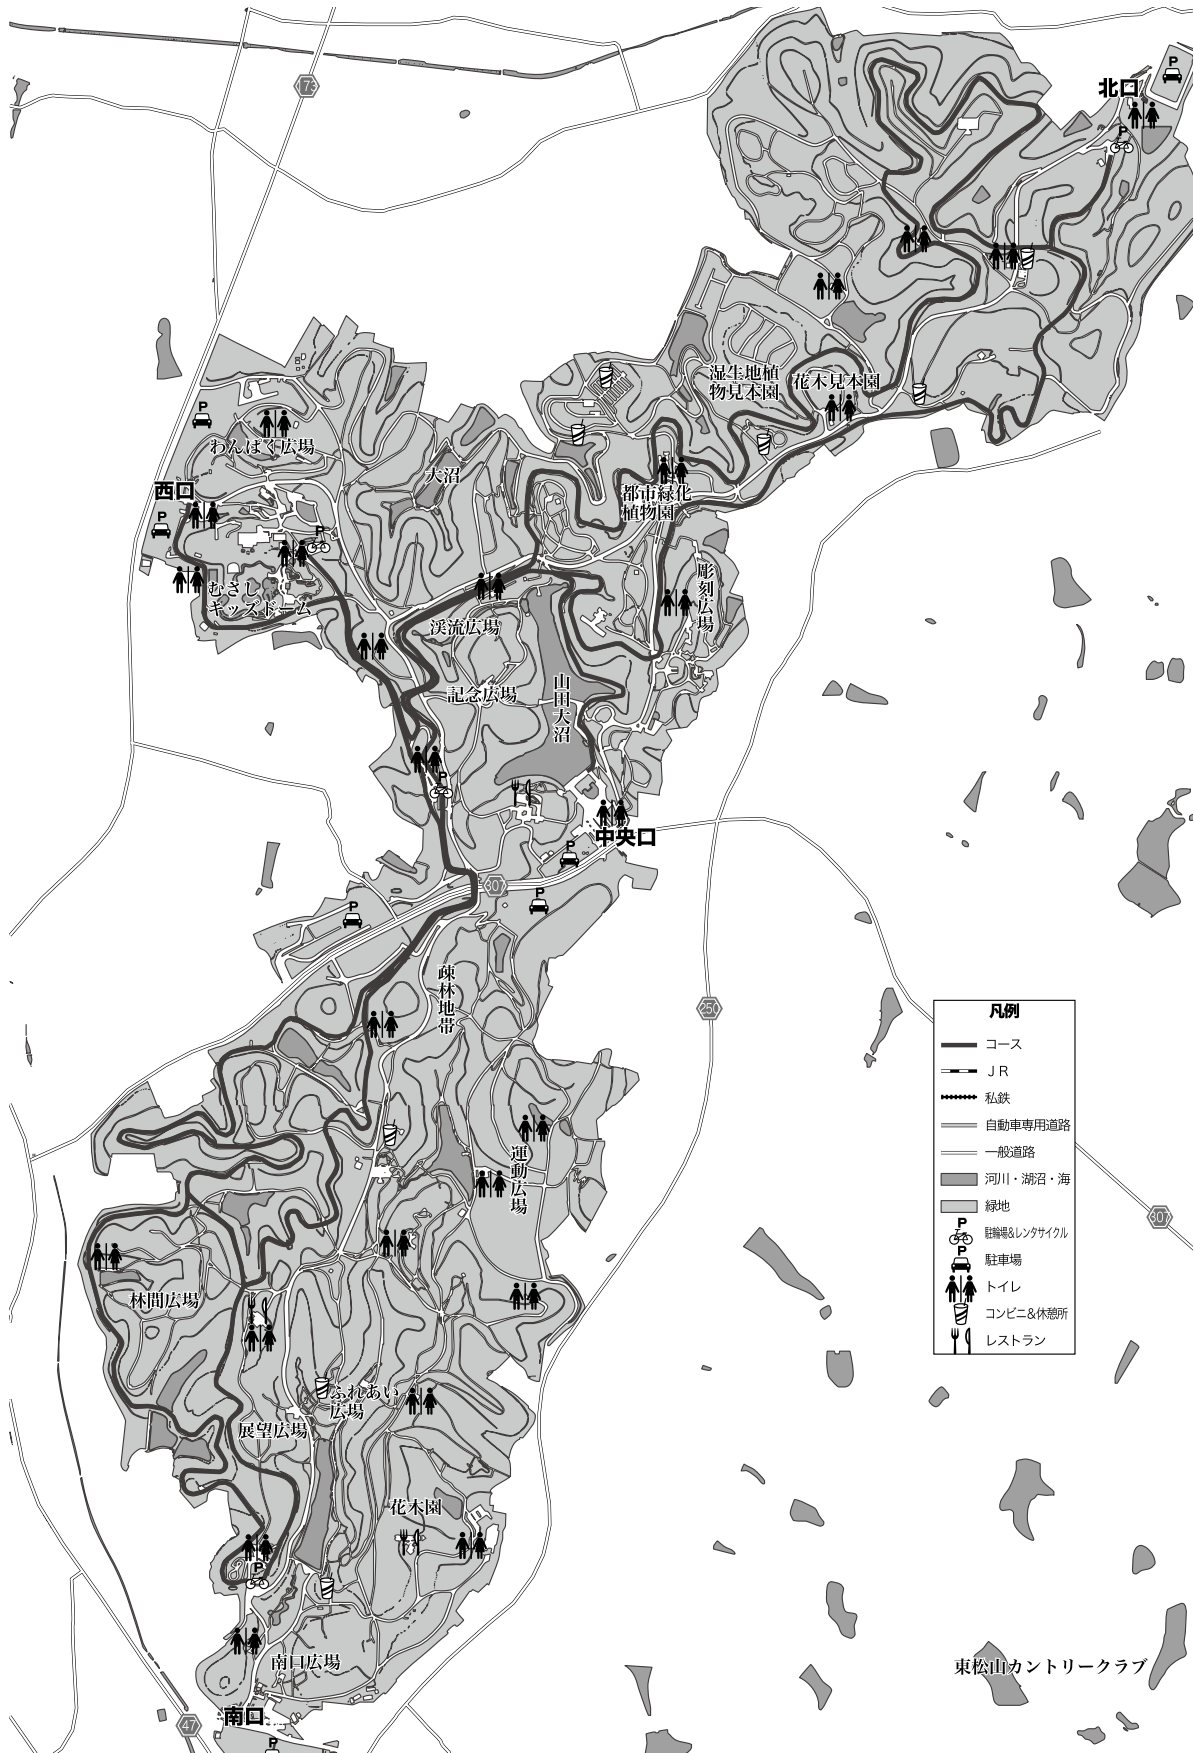 173
北口
P
P
湿生地植
物見本園
花木見本園
P
わんぱく広場
大沼
西口
P
P
都市緑化
植物園
むさし
キッズドーム
彫刻広場
渓流広場
記念広場
山田大沼
P
中央口
P
307
P
P
疎林地帯
250
凡例
コース
JR
私鉄
自動車専用道路
一般道路
河川・湖沼・海
緑地
P
駐輪場&レンタサイクル
P
駐車場
トイレ
コンビニ&休憩所
レストラン
307
運動広場
林間広場
ふれあい
広場
展望広場
花木園
P
南口広場
東松山カントリークラブ
南口
47
P